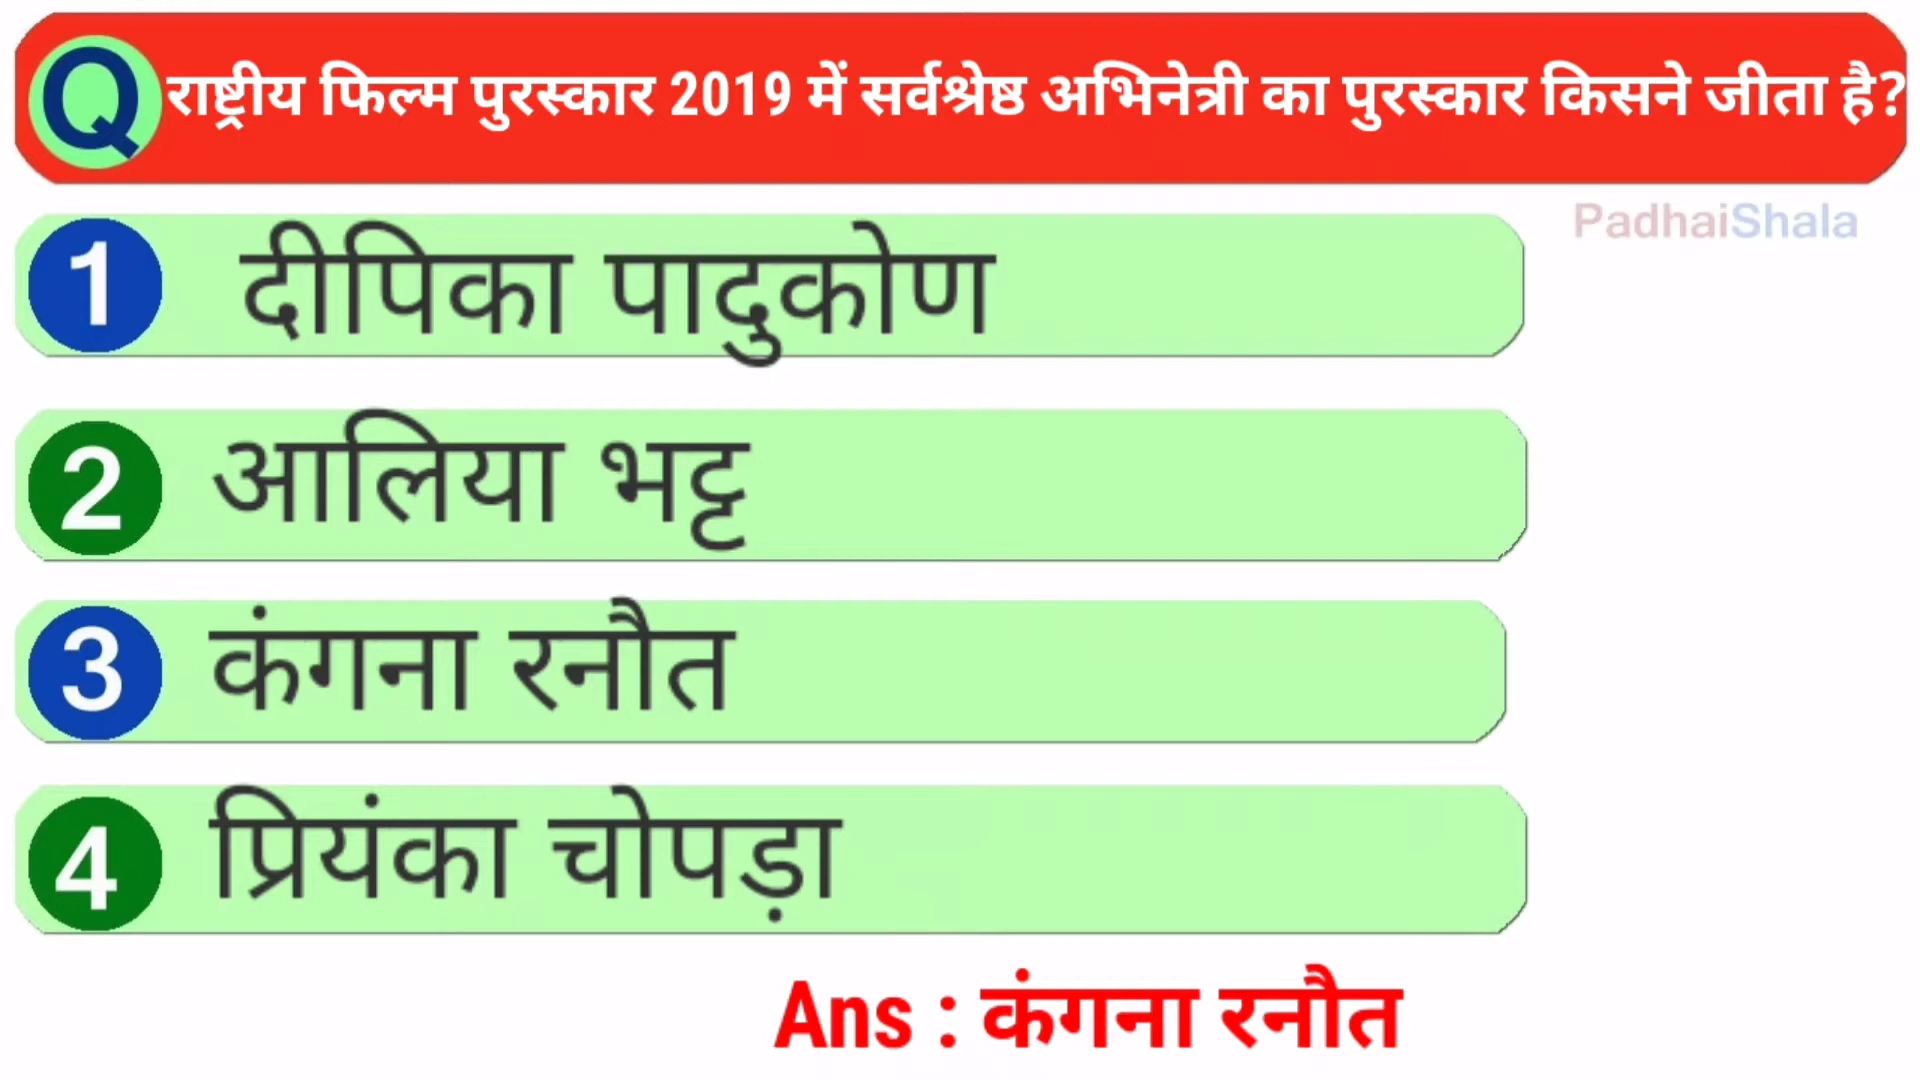 Q राष्ट्रीय फिल्म पुरस्कार 2019 में सर्वश्रेष्ठ अभिनेत्री का पुरस्कार किसने जीता है?
PadhaiShala
1 दीपिका पादुकोण
2 आलिया भट्ट
3 कंगना रनौत
4 प्रियंका चोपड़ा
Ans : कंगना रनौत